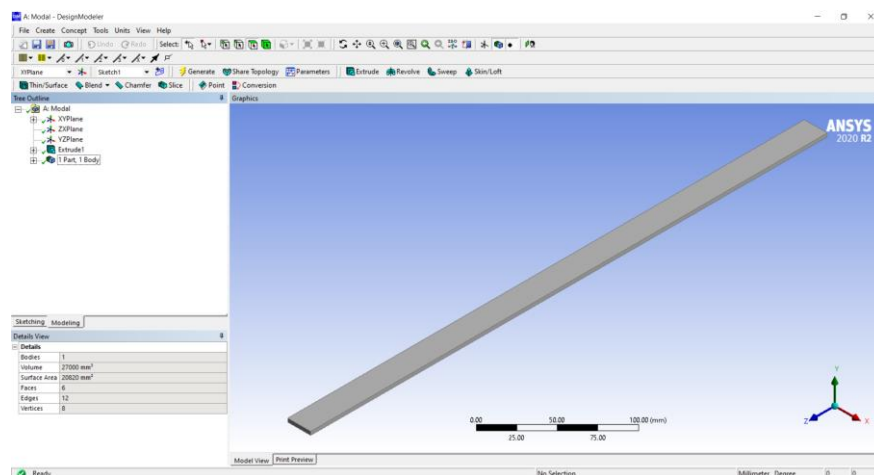 A: Modal - DesignModeler
File Create Concept Tools Units View Help
Undo Redo Select:
XYPlane Sketch1 Generate Share Topology Parameters Extrude Revolve Sweep Skin/Loft
Thin/Surface Blend Chamfer Slice Point Conversion
Tree Outline
A: Modal
XYPlane
ZXPlane
YZPlane
Extrude1
1 Part, 1 Body
Sketching Modeling
Details View
Details
Bodies 1
Volume 27000 mm³
Surface Area 20820 mm²
Faces 6
Edges 12
Vertices 8
Graphics
ANSYS
2020 R2
0.00 50.00 100.00 (mm)
25.00 75.00
Y
Z X
Model View Print Preview
Ready No Selection Millimeter Degree 0 0